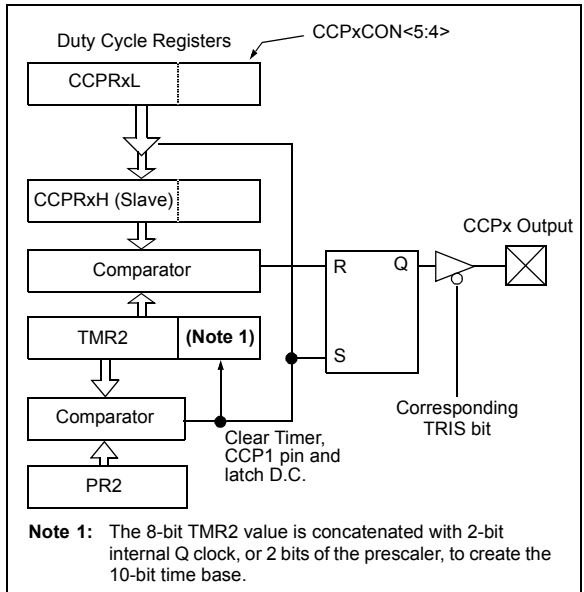 Duty Cycle Registers
CCPxCON<5:4>
CCPRxL
CCPRxH (Slave)
CCPx Output
Comparator
R
Q
TMR2
(Note 1)
S
Comparator
Corresponding
TRIS bit
Clear Timer,
CCP1 pin and
latch D.C.
PR2
Note 1: The 8-bit TMR2 value is concatenated with 2-bit
internal Q clock, or 2 bits of the prescaler, to create the
10-bit time base.